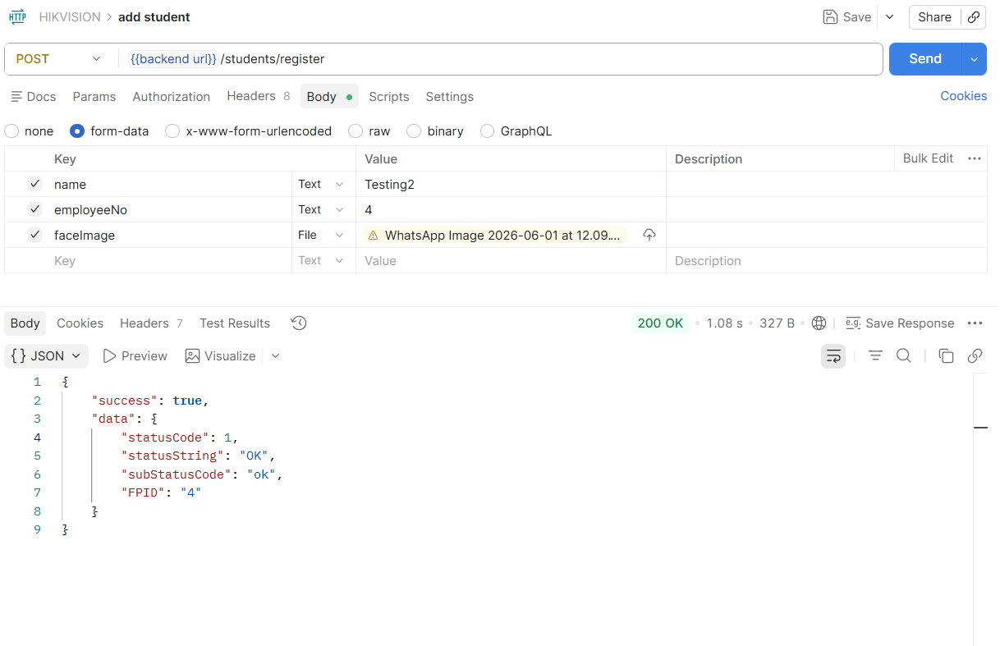 HTTP HIKVISION > add student Save Share
POST {{backend url}} /students/register Send
Docs Params Authorization Headers 8 Body Scripts Settings Cookies
none form-data x-www-form-urlencoded raw binary GraphQL
Key Value Description Bulk Edit
name Text Testing2
employeeNo Text 4
faceImage File WhatsApp Image 2026-06-01 at 12.09....
Key Text Value Description
Body Cookies Headers 7 Test Results 200 OK • 1.08 s • 327 B e.g. Save Response
{} JSON Preview Visualize
1 {
2 "success": true,
3 "data": {
4 "statusCode": 1,
5 "statusString": "OK",
6 "subStatusCode": "ok",
7 "FPID": "4"
8 }
9 }